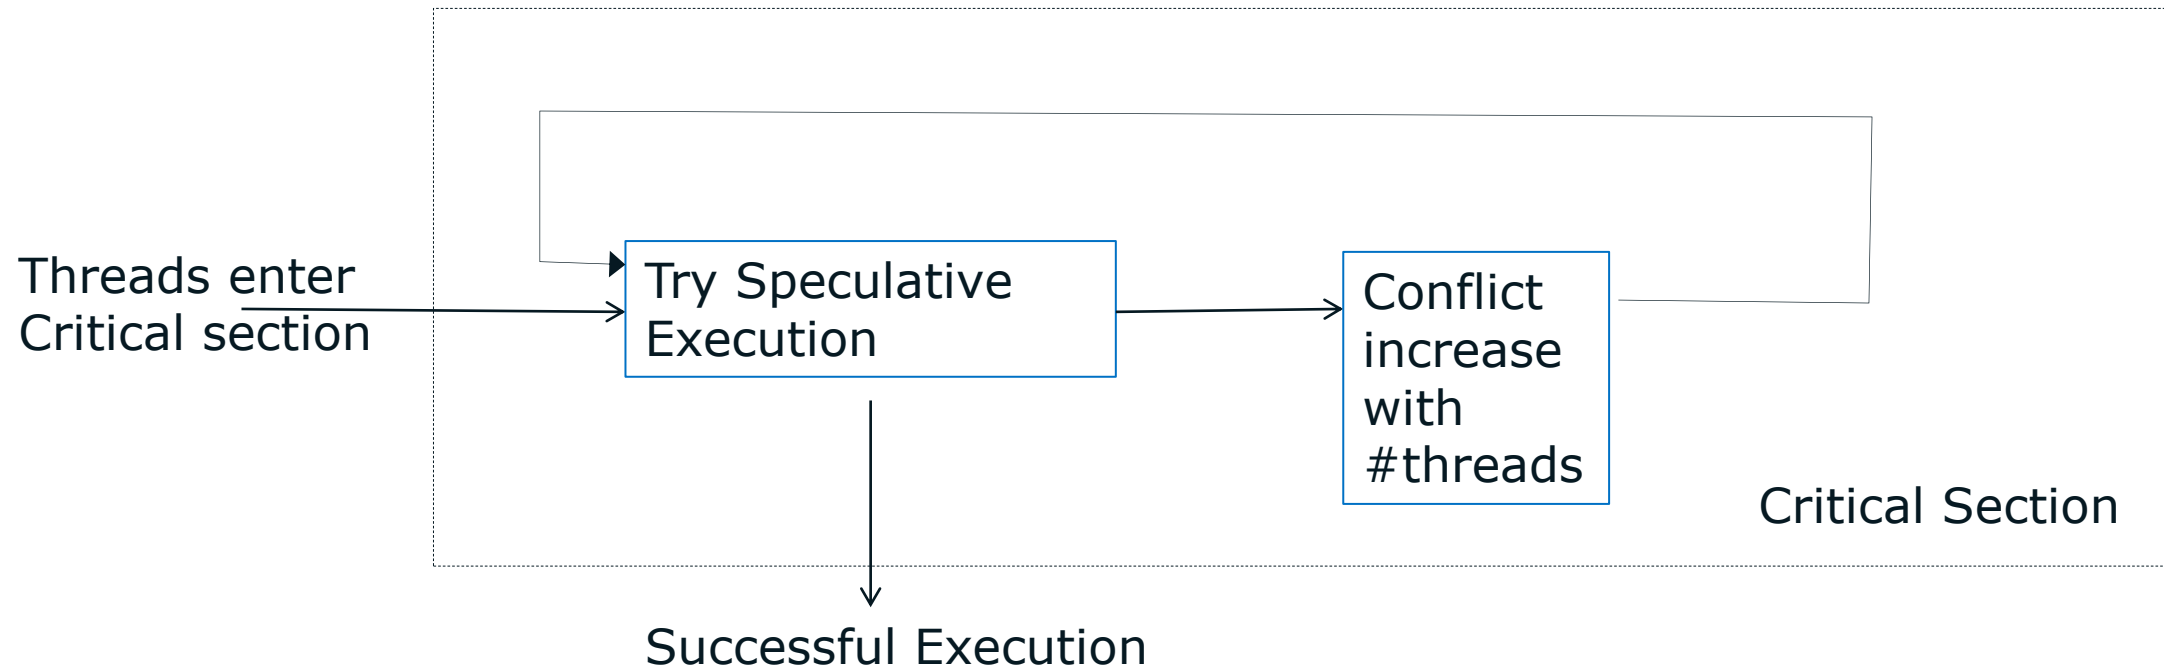 Threads enter
Critical section
Try Speculative
Execution
Conflict
increase
with
#threads
Critical Section
Successful Execution